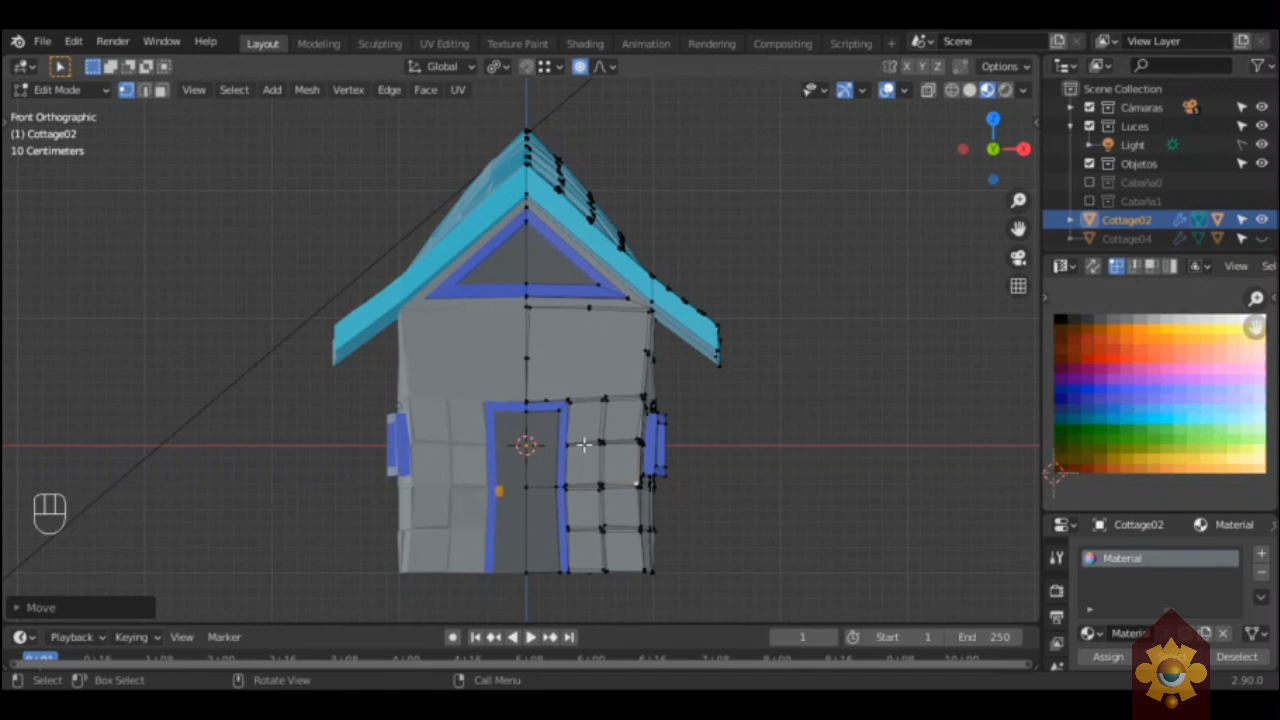 File Edit Render Window Help Layout Modeling Sculpting UV Editing Texture Paint Shading Animation Rendering Compositing Scripting + Scene View Layer
Global X Y Z Options
Edit Mode View Select Add Mesh Vertex Edge Face UV
Front Orthographic
(1) Cottage02
10 Centimeters
Z
Y
X
Scene Collection
Cámaras
Luces
Light
Objetos
Cabaña0
Cabaña1
Cottage02
Cottage04
View
Cottage02 Material
Material
Assign Deselect
Move
Playback Keying View Marker 1 Start 1 End 250
Select Box Select Rotate View Call Menu 2.90.0